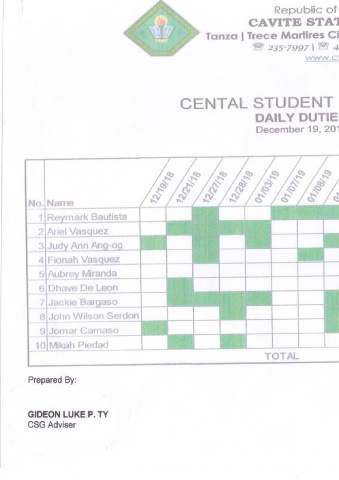 Republic of
CAVITE STAT
Tanza | Trece Martires Ci
☏ 235-7997 | ☏ 4
www.cv
CENTAL STUDENT
DAILY DUTIE
December 19, 201
No. Name 12/19/18 12/21/18 12/27/18 12/28/18 01/03/19 01/07/19 01/08/19
1 Reymark Bautista
2 Ariel Vasquez
3 Judy Ann Ang-og
4 Fionah Vasquez
5 Aubrey Miranda
6 Dhave De Leon
7 Jackie Bargaso
8 John Wilson Serdon
9 Jomar Camaso
10 Mikah Piedad
TOTAL
Prepared By:
GIDEON LUKE P. TY
CSG Adviser